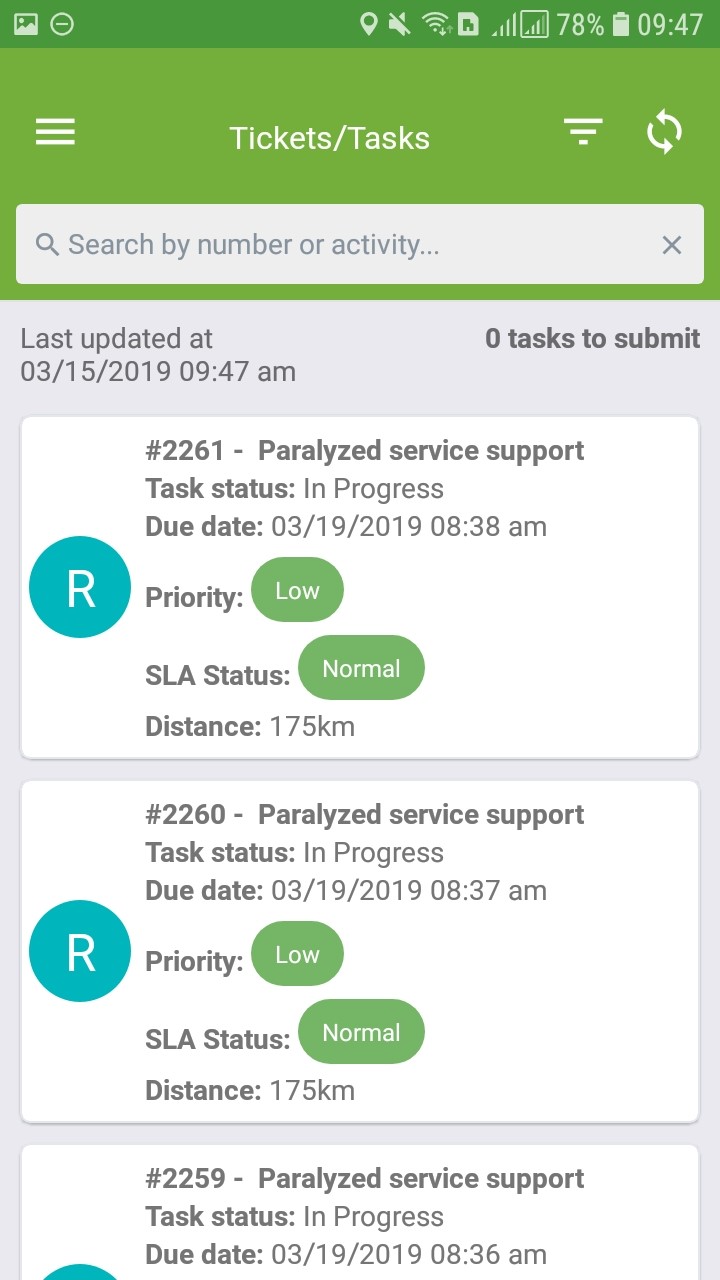 78% 09:47
Tickets/Tasks
Search by number or activity...
Last updated at
03/15/2019 09:47 am
0 tasks to submit
#2261 -  Paralyzed service support
Task status: In Progress
Due date: 03/19/2019 08:38 am
R
Priority: Low
SLA Status: Normal
Distance: 175km
#2260 -  Paralyzed service support
Task status: In Progress
Due date: 03/19/2019 08:37 am
R
Priority: Low
SLA Status: Normal
Distance: 175km
#2259 -  Paralyzed service support
Task status: In Progress
Due date: 03/19/2019 08:36 am